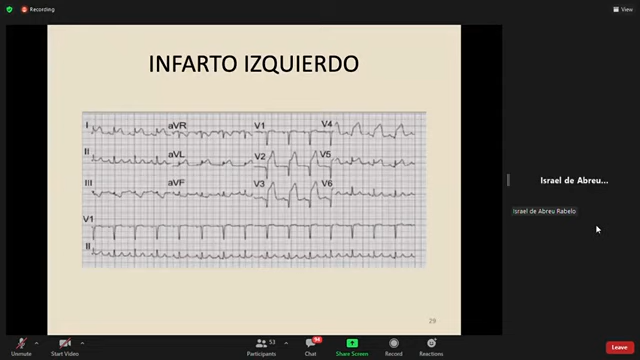 Recording
View
INFARTO IZQUIERDO
I aVR V1 V4
II aVL V2 V5
III aVF V3 V6
V1
II
29
Israel de Abreu...
Israel de Abreu Rabelo
Unmute
Start Video
53
Participants
94
Chat
Share Screen
Record
Reactions
Leave